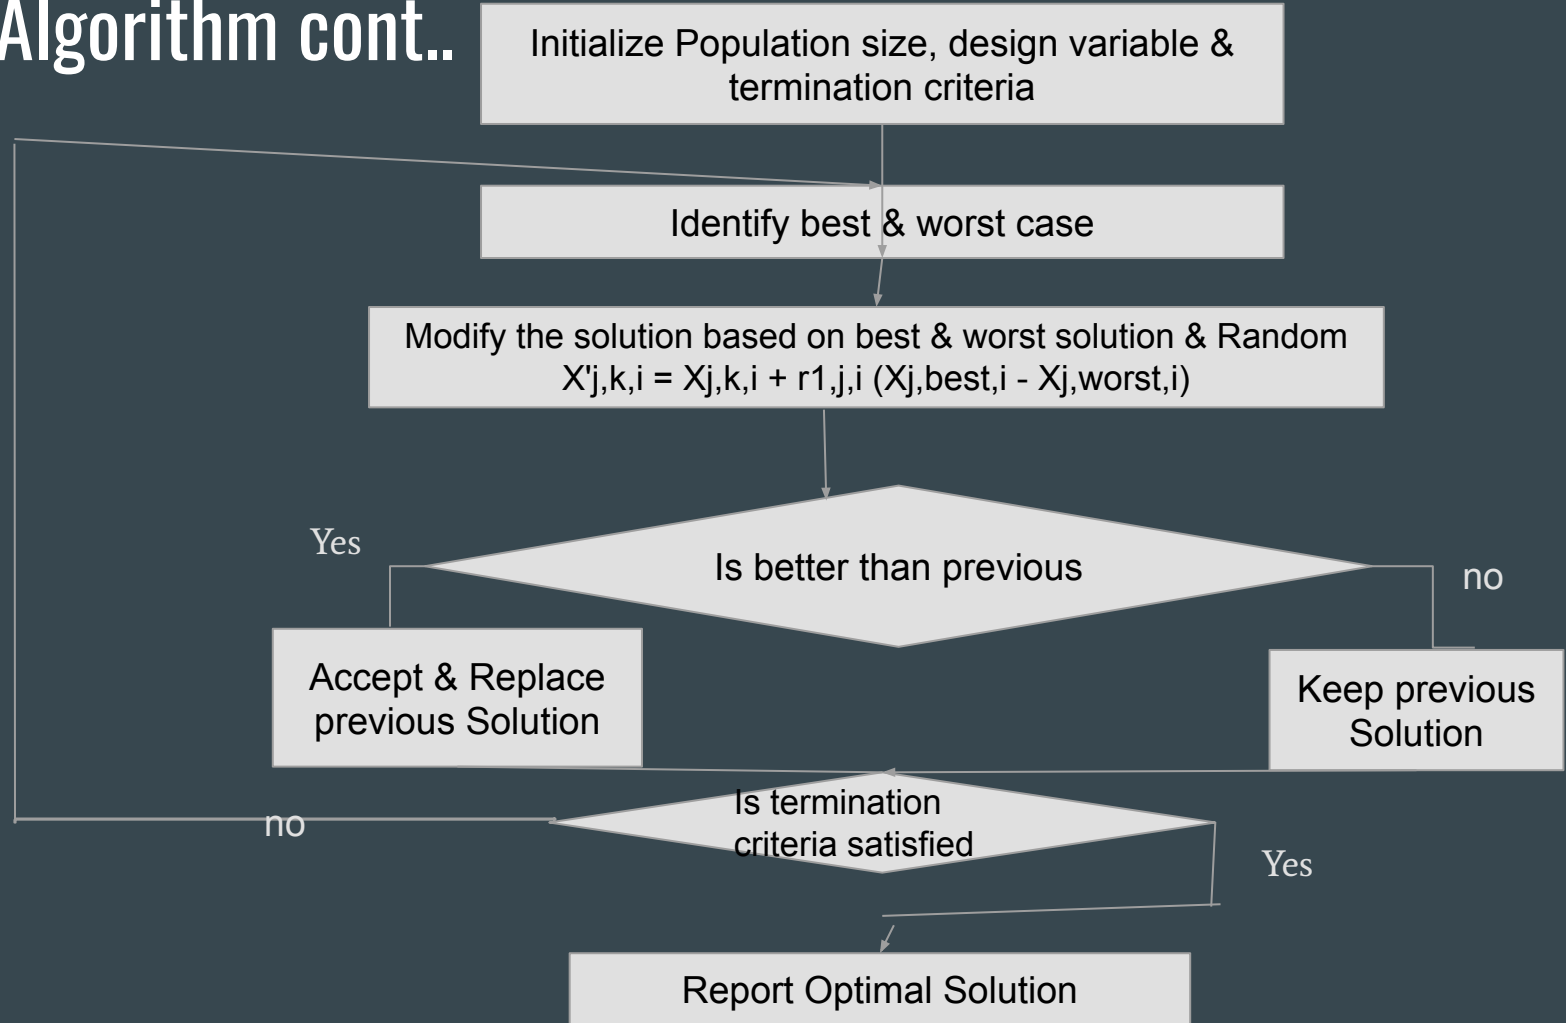 Algorithm cont..
Initialize Population size, design variable &
termination criteria
Identify best & worst case
Modify the solution based on best & worst solution & Random
X'j,k,i = Xj,k,i + r1,j,i (Xj,best,i - Xj,worst,i)
Yes
Is better than previous
no
Accept & Replace
previous Solution
Keep previous
Solution
Is termination
criteria satisfied
no
Yes
Report Optimal Solution